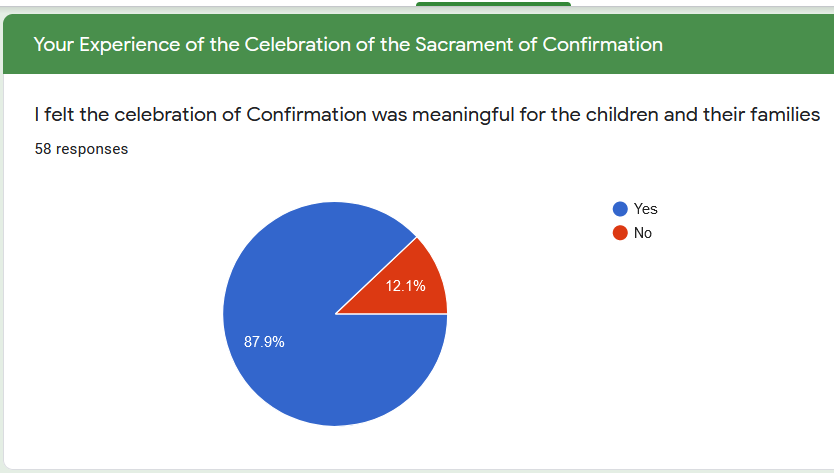 Your Experience of the Celebration of the Sacrament of Confirmation
I felt the celebration of Confirmation was meaningful for the children and their families
58 responses
Yes
No
12.1%
87.9%